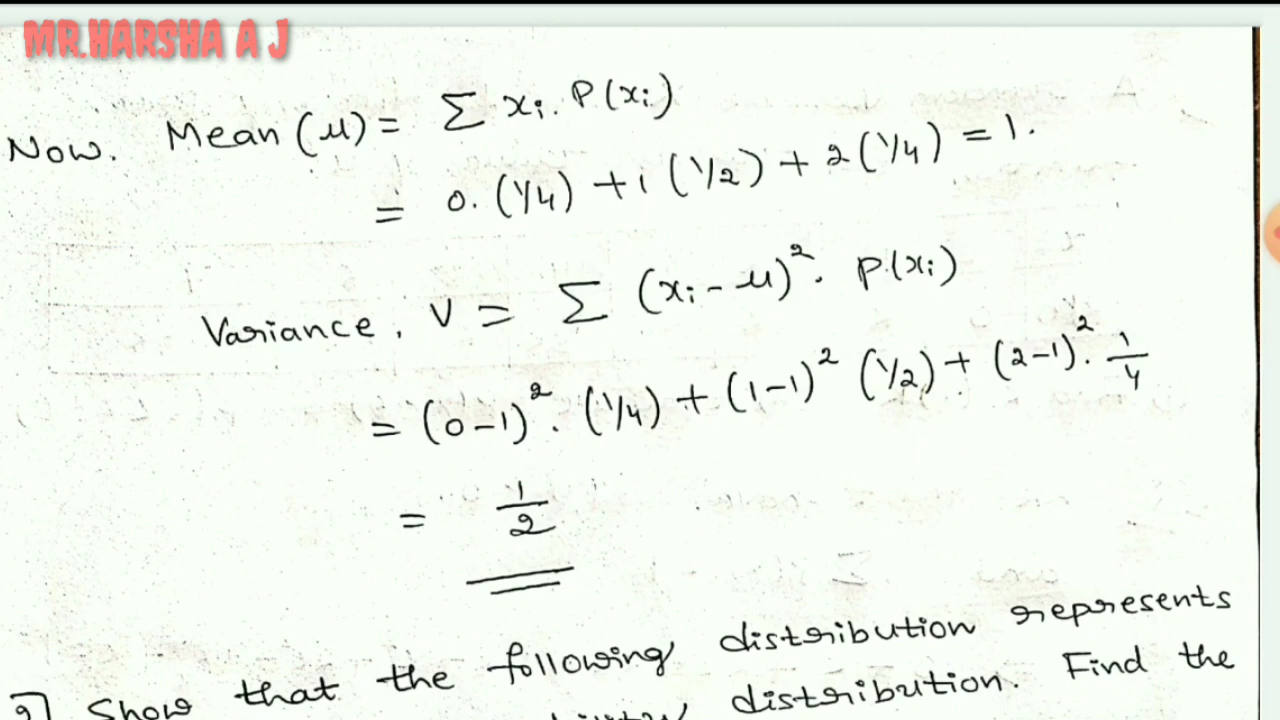 MR.HARSHA A J
Now. Mean (μ) = Σ xᵢ. P(xᵢ)
= 0. (1/4) + 1 (1/2) + 2 (1/4) = 1.
Variance, V = Σ (xᵢ - μ)². P(xᵢ)
= (0-1)². (1/4) + (1-1)² (1/2) + (2-1)². 1/4
= 1/2
Show that the following distribution represents
distribution. Find the